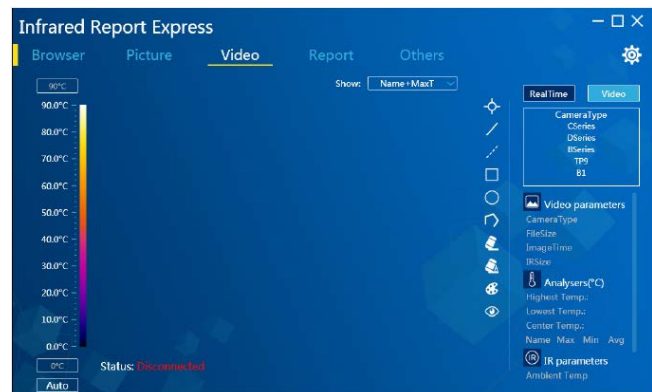 Infrared Report Express
Browser Picture Video Report Others
Show: Name+MaxT
90°C
90.0°C
80.0°C
70.0°C
60.0°C
50.0°C
40.0°C
30.0°C
20.0°C
10.0°C
0.0°C
0°C
Auto
Status: Disconnected
RealTime Video
CameraType
CSeries
DSeries
BSeries
TP9
B1
Video parameters
CameraType
FileSize
ImageTime
IRSize
Analysers(°C)
Highest Temp.:
Lowest Temp.:
Center Temp.:
Name Max Min Avg
IR IR parameters
Ambient Temp